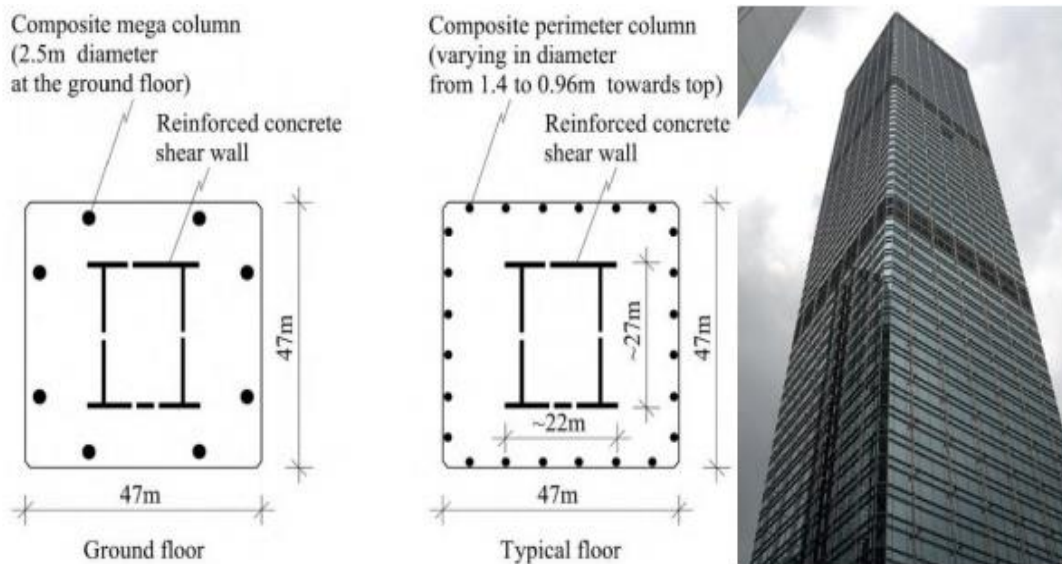 Composite mega column
(2.5m diameter
at the ground floor)
Reinforced concrete
shear wall
47m
47m
Ground floor
Composite perimeter column
(varying in diameter
from 1.4 to 0.96m towards top)
Reinforced concrete
shear wall
~27m
47m
~22m
47m
Typical floor